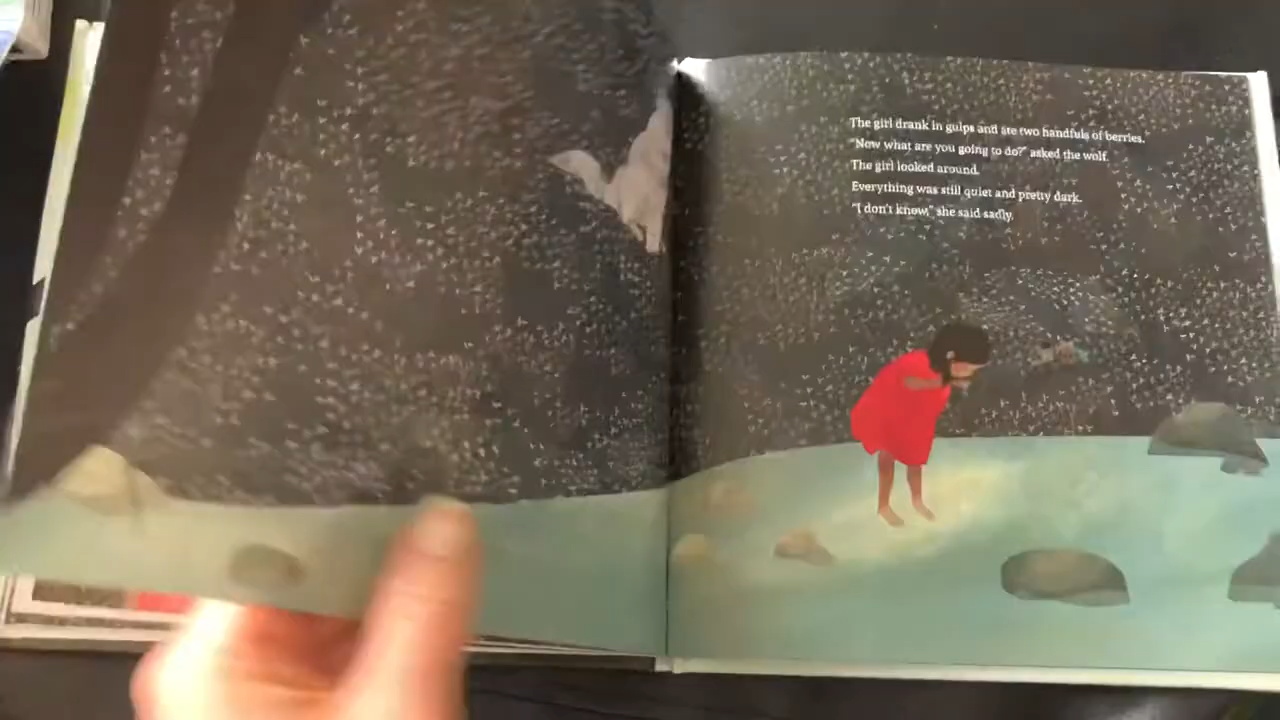 The girl drank in gulps and ate two handfuls of berries.
"Now what are you going to do?" asked the wolf.
The girl looked around.
Everything was still quiet and pretty dark.
"I don't know," she said sadly.